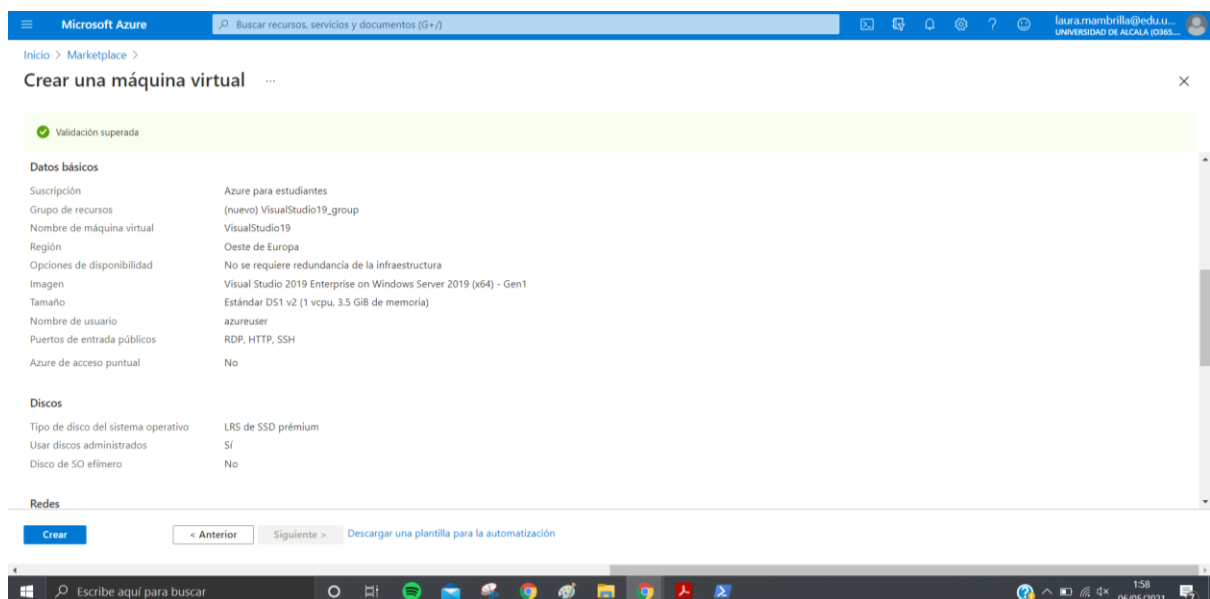 Microsoft Azure
Buscar recursos, servicios y documentos (G+/)
laura.mambrilla@edu.u...
UNIVERSIDAD DE ALCALA (O365....
Inicio > Marketplace >
Crear una máquina virtual ...
Validación superada
Datos básicos
Suscripción Azure para estudiantes
Grupo de recursos (nuevo) VisualStudio19_group
Nombre de máquina virtual VisualStudio19
Región Oeste de Europa
Opciones de disponibilidad No se requiere redundancia de la infraestructura
Imagen Visual Studio 2019 Enterprise on Windows Server 2019 (x64) - Gen1
Tamaño Estándar DS1 v2 (1 vcpu, 3.5 GiB de memoria)
Nombre de usuario azureuser
Puertos de entrada públicos RDP, HTTP, SSH
Azure de acceso puntual No
Discos
Tipo de disco del sistema operativo LRS de SSD prémium
Usar discos administrados Sí
Disco de SO efímero No
Redes
Crear < Anterior Siguiente > Descargar una plantilla para la automatización
Escribe aquí para buscar
1:58
06/05/2021